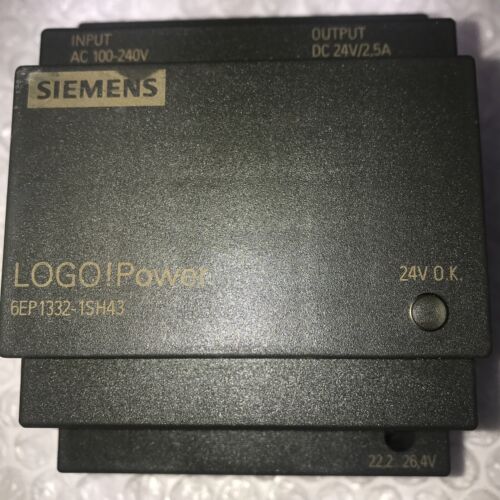 INPUT
AC 100-240V
OUTPUT
DC 24V/2.5A
SIEMENS
LOGO!Power
6EP1332-1SH43
24V O.K.
22,2...26,4V